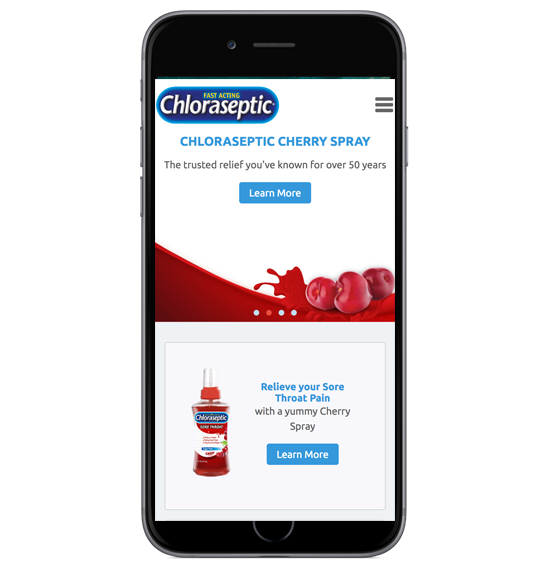 FAST ACTING
Chloraseptic
CHLORASEPTIC CHERRY SPRAY
The trusted relief you've known for over 50 years
Learn More
Relieve your Sore
Throat Pain
with a yummy Cherry
Spray
Learn More
Chloraseptic
SORE THROAT